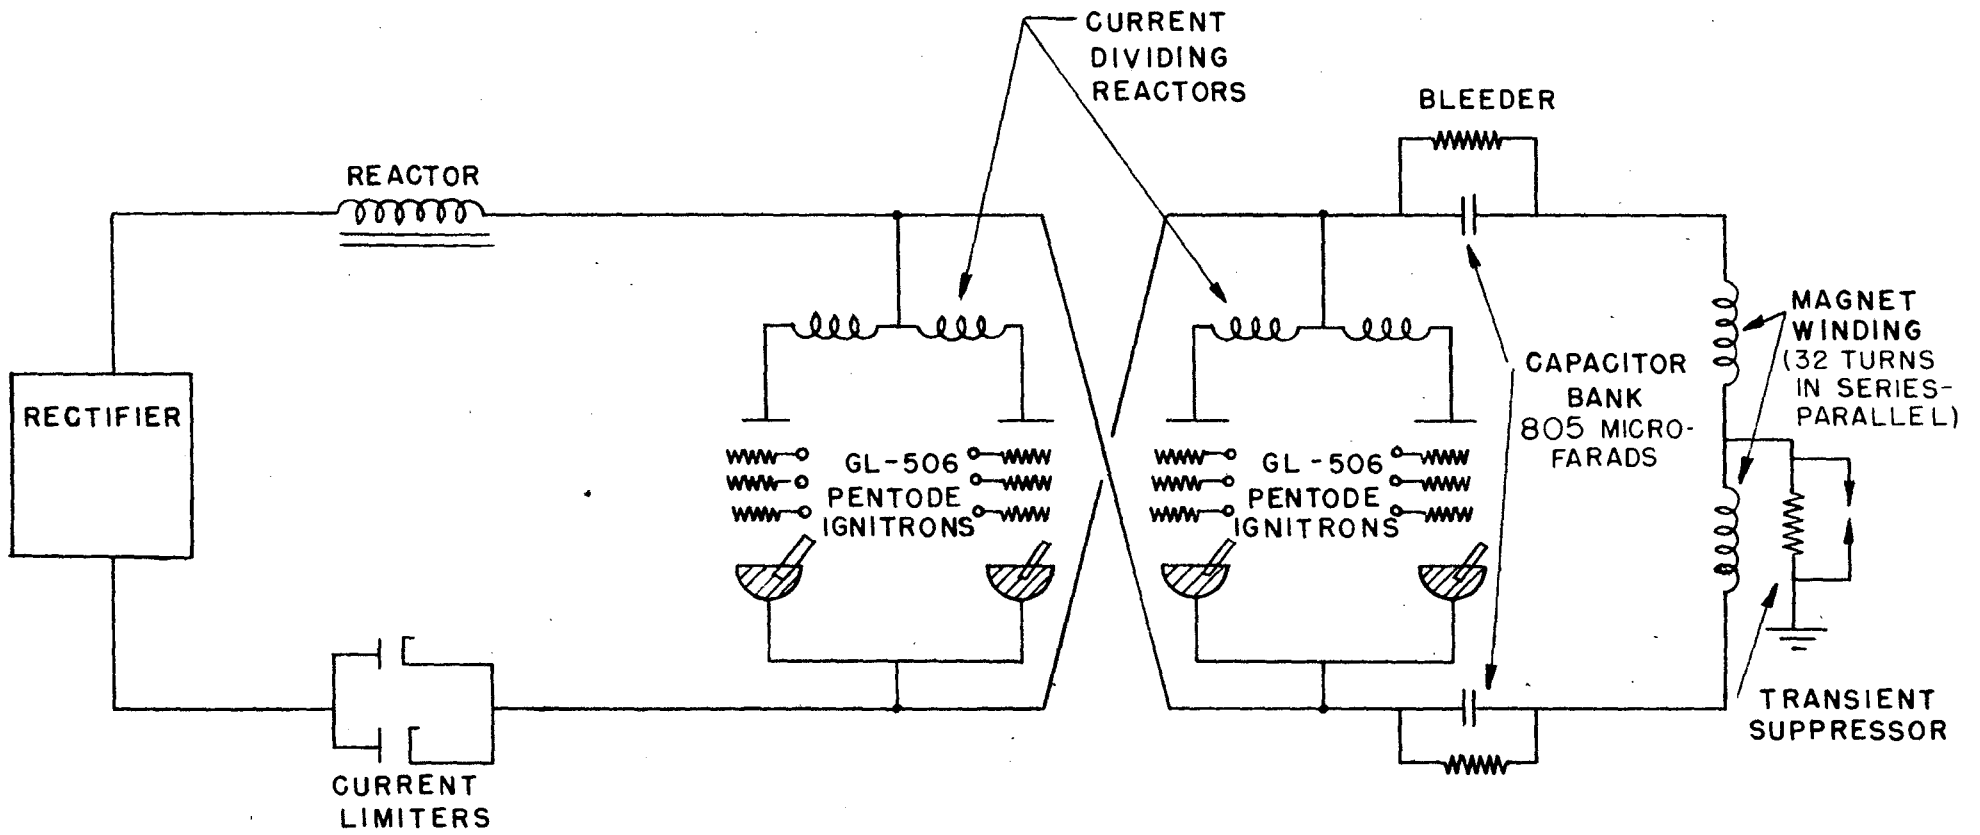 CURRENT
DIVIDING
REACTORS
BLEEDER
REACTOR
RECTIFIER
MAGNET
WINDING
(32 TURNS
IN SERIES-
PARALLEL)
CAPACITOR
BANK
805 MICRO-
FARADS
GL-506
PENTODE
IGNITRONS
GL-506
PENTODE
IGNITRONS
TRANSIENT
SUPPRESSOR
CURRENT
LIMITERS